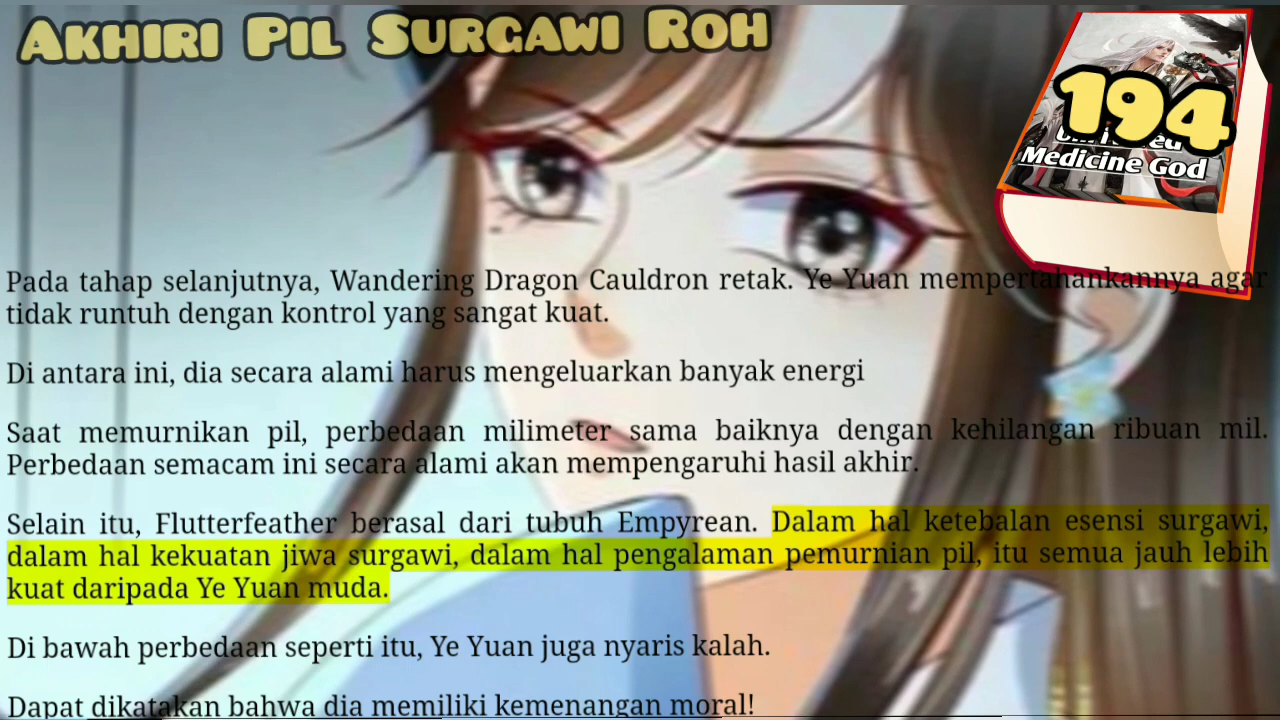 Akhiri Pil Surgawi Roh
194
Medicine God
Pada tahap selanjutnya, Wandering Dragon Cauldron retak. Ye Yuan mempertahankannya agar
tidak runtuh dengan kontrol yang sangat kuat.
Di antara ini, dia secara alami harus mengeluarkan banyak energi
Saat memurnikan pil, perbedaan milimeter sama baiknya dengan kehilangan ribuan mil.
Perbedaan semacam ini secara alami akan mempengaruhi hasil akhir.
Selain itu, Flutterfeather berasal dari tubuh Empyrean. Dalam hal ketebalan esensi surgawi,
dalam hal kekuatan jiwa surgawi, dalam hal pengalaman pemurnian pil, itu semua jauh lebih
kuat daripada Ye Yuan muda.
Di bawah perbedaan seperti itu, Ye Yuan juga nyaris kalah.
Dapat dikatakan bahwa dia memiliki kemenangan moral!